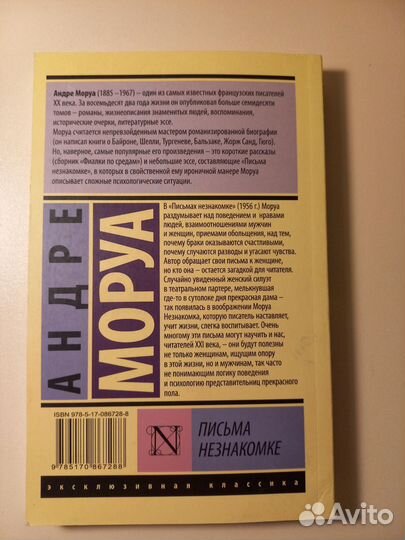 Андре Моруа (1885 –1967) – один из самых известных французских писателей
XX века. За восемьдесят два года жизни он опубликовал больше семидесяти
томов – романы, жизнеописания знаменитых людей, воспоминания,
исторические очерки, литературные эссе.
Моруа считается непревзойденным мастером романизированной биографии
(он написал книги о Байроне, Шелли, Тургеневе, Бальзаке, Жорж Санд, Гюго).
Но, наверное, самые популярные его произведения – это короткие рассказы
(сборник «Фиалки по средам») и небольшие эссе, составляющие «Письма
незнакомке», в которых в свойственной ему ироничной манере Моруа
описывает сложные психологические ситуации.
АНДРЕ
МОРУА
В «Письмах незнакомке» (1956 г.) Моруа
раздумывает над поведением и нравами
людей, взаимоотношениями мужчин
и женщин, приемами обольщения, над тем,
почему браки оказываются счастливыми,
почему случаются разводы и угасают чувства.
Автор обращает свои письма к женщине,
но кто она – остается загадкой для читателя.
Случайно увиденный женский силуэт
в театральном партере, мелькнувшая
где-то в сутолоке дня прекрасная дама –
так появилась в воображении Моруа
Незнакомка, которую писатель наставляет,
учит жизни, слегка воспитывает. Очень
многому эти письма могут научить и нас,
читателей XXI века, – они будут полезны
не только женщинам, ищущим опору
в этой жизни, но и мужчинам, так часто
не понимающим логику поведения
и психологию представительниц прекрасного
пола.
ISBN 978-5-17-086728-8
9 785170 867288
N
ПИСЬМА
НЕЗНАКОМКЕ
эксклюзивная классика
Avito